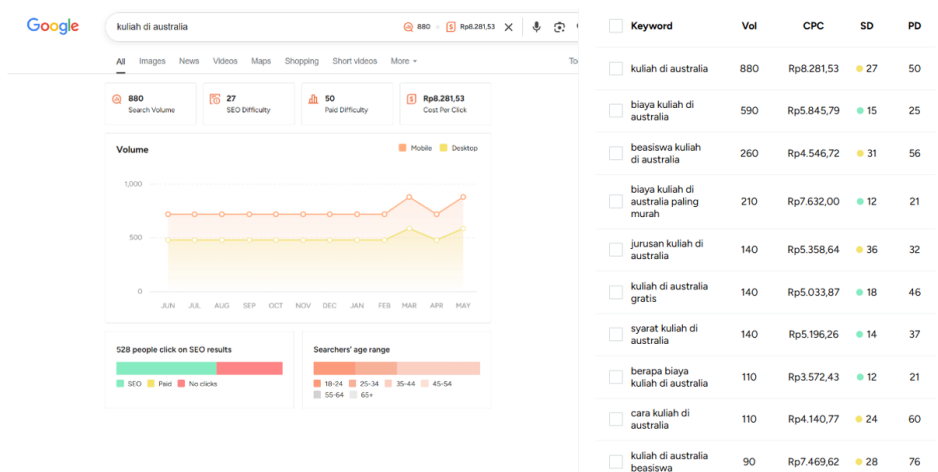 Google
kuliah di australia
880
Rp8.281,53
All Images News Videos Maps Shopping Short videos More
880
Search Volume
27
SEO Difficulty
50
Paid Difficulty
Rp8.281,53
Cost Per Click
Volume
Mobile Desktop
1,000
500
0
JUN JUL AUG SEP OCT NOV DEC JAN FEB MAR APR MAY
528 people click on SEO results
SEO Paid No clicks
Searchers' age range
18-24 25-34 35-44 45-54
55-64 65+
Keyword Vol CPC SD PD
kuliah di australia 880 Rp8.281,53 27 50
biaya kuliah di
australia 590 Rp5.845,79 15 25
beasiswa kuliah
di australia 260 Rp4.546,72 31 56
biaya kuliah di
australia paling 210 Rp7.632,00 12 21
murah
jurusan kuliah di
australia 140 Rp5.358,64 36 32
kuliah di australia
gratis 140 Rp5.033,87 18 46
syarat kuliah di
australia 140 Rp5.196,26 14 37
berapa biaya
kuliah di australia 110 Rp3.572,43 12 21
cara kuliah di
australia 110 Rp4.140,77 24 60
kuliah di australia
beasiswa 90 Rp7.469,62 28 76